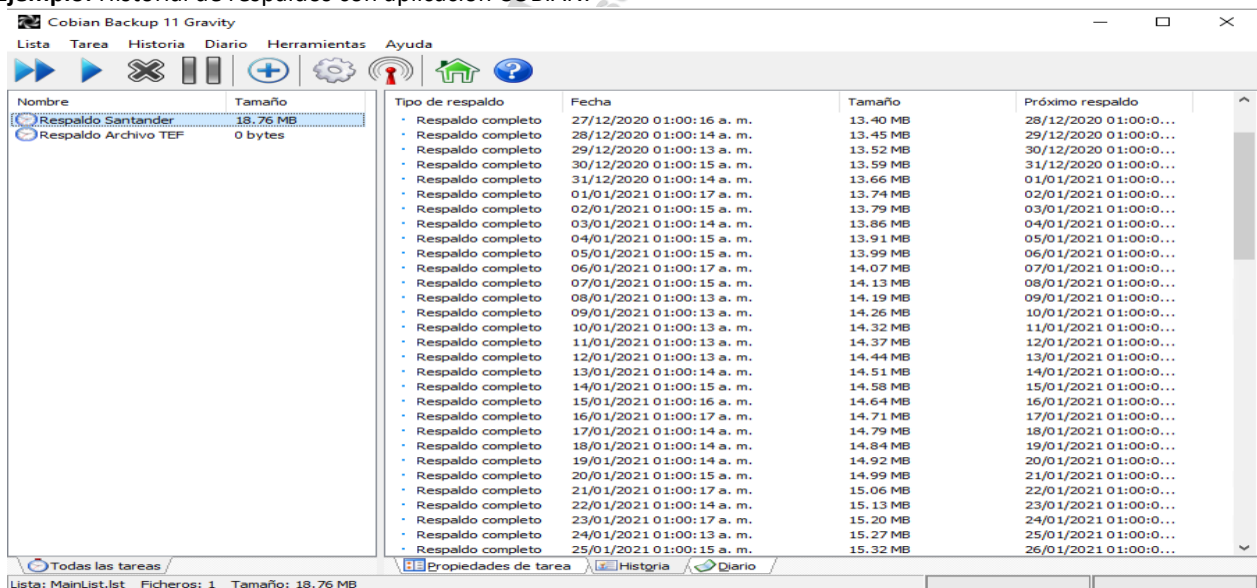 Ejemplo: Historial de respaldos con aplicación COBIAN.
Cobian Backup 11 Gravity
Lista Tarea Historia Diario Herramientas Ayuda
Nombre Tamaño
Respaldo Santander 18.76 MB
Respaldo Archivo TEF 0 bytes
Tipo de respaldo Fecha Tamaño Próximo respaldo
Respaldo completo 27/12/2020 01:00:16 a. m. 13.40 MB 28/12/2020 01:00:0...
Respaldo completo 28/12/2020 01:00:14 a. m. 13.45 MB 29/12/2020 01:00:0...
Respaldo completo 29/12/2020 01:00:13 a. m. 13.52 MB 30/12/2020 01:00:0...
Respaldo completo 30/12/2020 01:00:15 a. m. 13.59 MB 31/12/2020 01:00:0...
Respaldo completo 31/12/2020 01:00:14 a. m. 13.66 MB 01/01/2021 01:00:0...
Respaldo completo 01/01/2021 01:00:17 a. m. 13.74 MB 02/01/2021 01:00:0...
Respaldo completo 02/01/2021 01:00:15 a. m. 13.79 MB 03/01/2021 01:00:0...
Respaldo completo 03/01/2021 01:00:14 a. m. 13.86 MB 04/01/2021 01:00:0...
Respaldo completo 04/01/2021 01:00:15 a. m. 13.91 MB 05/01/2021 01:00:0...
Respaldo completo 05/01/2021 01:00:15 a. m. 13.99 MB 06/01/2021 01:00:0...
Respaldo completo 06/01/2021 01:00:17 a. m. 14.07 MB 07/01/2021 01:00:0...
Respaldo completo 07/01/2021 01:00:15 a. m. 14.13 MB 08/01/2021 01:00:0...
Respaldo completo 08/01/2021 01:00:13 a. m. 14.19 MB 09/01/2021 01:00:0...
Respaldo completo 09/01/2021 01:00:13 a. m. 14.26 MB 10/01/2021 01:00:0...
Respaldo completo 10/01/2021 01:00:13 a. m. 14.32 MB 11/01/2021 01:00:0...
Respaldo completo 11/01/2021 01:00:13 a. m. 14.37 MB 12/01/2021 01:00:0...
Respaldo completo 12/01/2021 01:00:13 a. m. 14.44 MB 13/01/2021 01:00:0...
Respaldo completo 13/01/2021 01:00:14 a. m. 14.51 MB 14/01/2021 01:00:0...
Respaldo completo 14/01/2021 01:00:15 a. m. 14.58 MB 15/01/2021 01:00:0...
Respaldo completo 15/01/2021 01:00:16 a. m. 14.64 MB 16/01/2021 01:00:0...
Respaldo completo 16/01/2021 01:00:17 a. m. 14.71 MB 17/01/2021 01:00:0...
Respaldo completo 17/01/2021 01:00:14 a. m. 14.79 MB 18/01/2021 01:00:0...
Respaldo completo 18/01/2021 01:00:14 a. m. 14.84 MB 19/01/2021 01:00:0...
Respaldo completo 19/01/2021 01:00:14 a. m. 14.92 MB 20/01/2021 01:00:0...
Respaldo completo 20/01/2021 01:00:15 a. m. 14.99 MB 21/01/2021 01:00:0...
Respaldo completo 21/01/2021 01:00:17 a. m. 15.06 MB 22/01/2021 01:00:0...
Respaldo completo 22/01/2021 01:00:14 a. m. 15.13 MB 23/01/2021 01:00:0...
Respaldo completo 23/01/2021 01:00:17 a. m. 15.20 MB 24/01/2021 01:00:0...
Respaldo completo 24/01/2021 01:00:13 a. m. 15.27 MB 25/01/2021 01:00:0...
Respaldo completo 25/01/2021 01:00:15 a. m. 15.32 MB 26/01/2021 01:00:0...
Todas las tareas Propiedades de tarea Historia Diario
Lista: MainList.lst Ficheros: 1 Tamaño: 18.76 MB